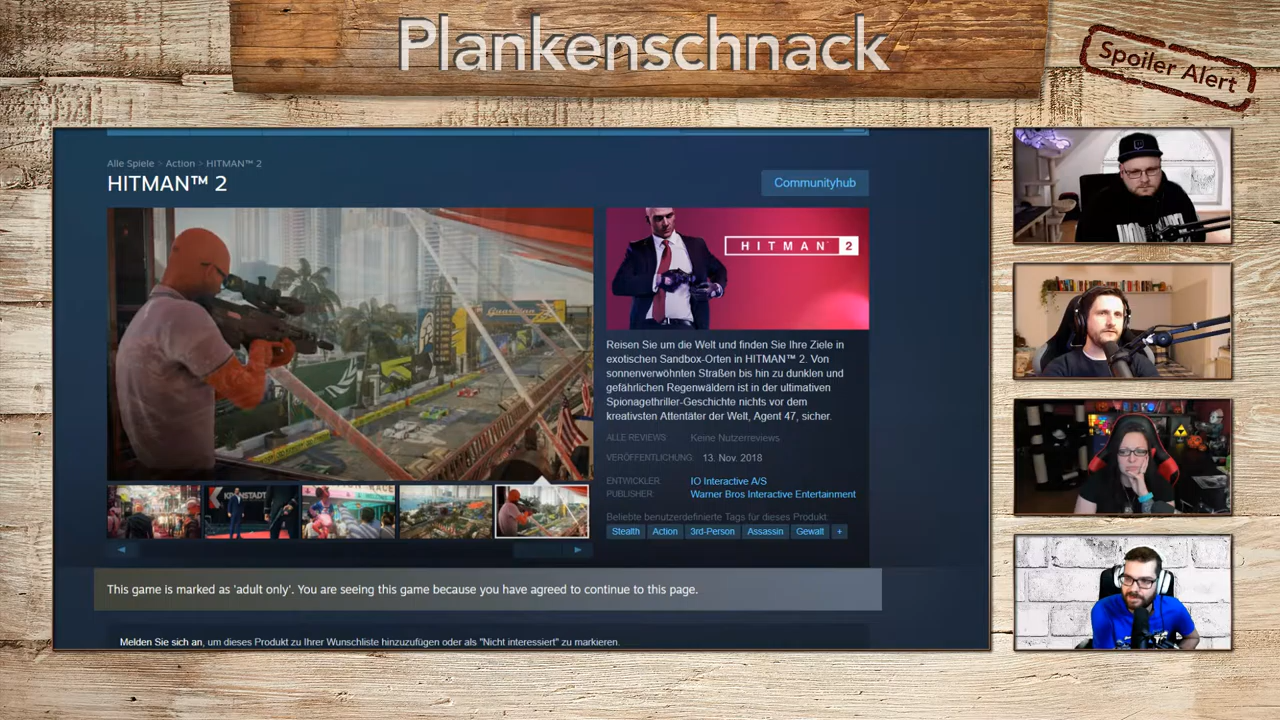 Plankenschnack
Spoiler Alert
Alle Spiele > Action > HITMAN™ 2
HITMAN™ 2
Communityhub
HITMAN 2
Reisen Sie um die Welt und finden Sie Ihre Ziele in
exotischen Sandbox-Orten in HITMAN™ 2. Von
sonnenverwöhnten Straßen bis hin zu dunklen und
gefährlichen Regenwäldern ist in der ultimativen
Spionagethriller-Geschichte nichts vor dem
kreativsten Attentäter der Welt, Agent 47, sicher.
ALLE REVIEWS: Keine Nutzerreviews
VERÖFFENTLICHUNG: 13. Nov. 2018
ENTWICKLER: IO Interactive A/S
PUBLISHER: Warner Bros Interactive Entertainment
Beliebte benutzerdefinierte Tags für dieses Produkt:
Stealth Action 3rd-Person Assassin Gewalt +
KRONSTADT
This game is marked as 'adult only'. You are seeing this game because you have agreed to continue to this page.
Melden Sie sich an, um dieses Produkt zu Ihrer Wunschliste hinzuzufügen oder als "Nicht interessiert" zu markieren.